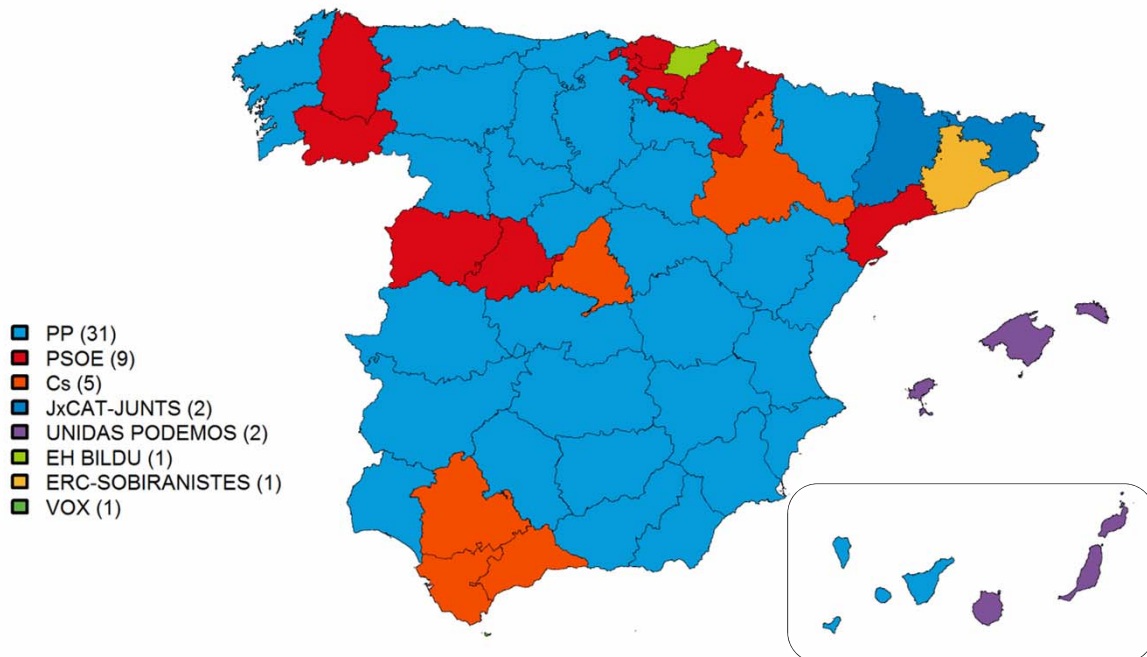 PP (31)
PSOE (9)
Cs (5)
JxCAT-JUNTS (2)
UNIDAS PODEMOS (2)
EH BILDU (1)
ERC-SOBIRANISTES (1)
VOX (1)